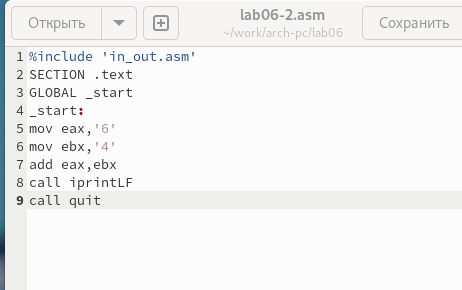 Открыть
lab06-2.asm
~/work/arch-pc/lab06
Сохранить
1 %include 'in_out.asm'
2 SECTION .text
3 GLOBAL _start
4 _start:
5 mov eax,'6'
6 mov ebx,'4'
7 add eax,ebx
8 call iprintLF
9 call quit